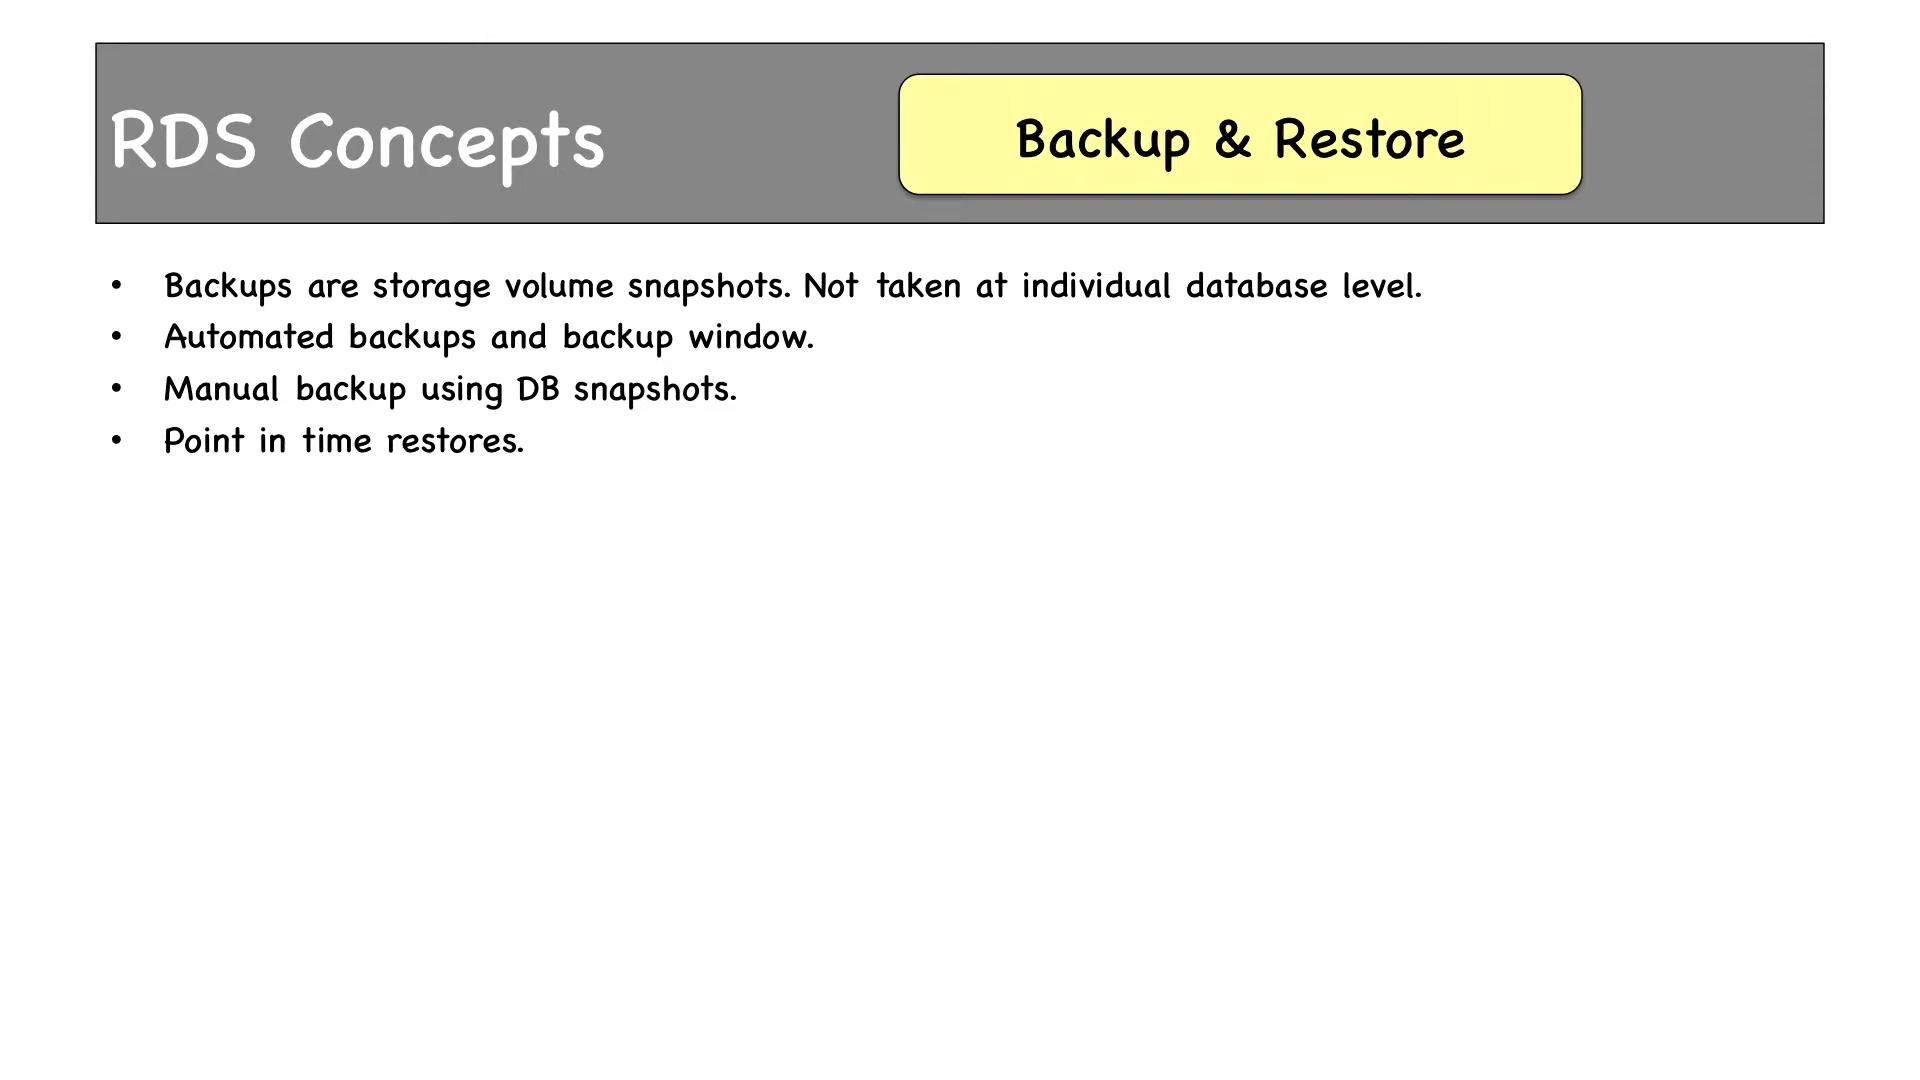 RDS Concepts
Backup & Restore
• Backups are storage volume snapshots. Not taken at individual database level.
• Automated backups and backup window.
• Manual backup using DB snapshots.
• Point in time restores.